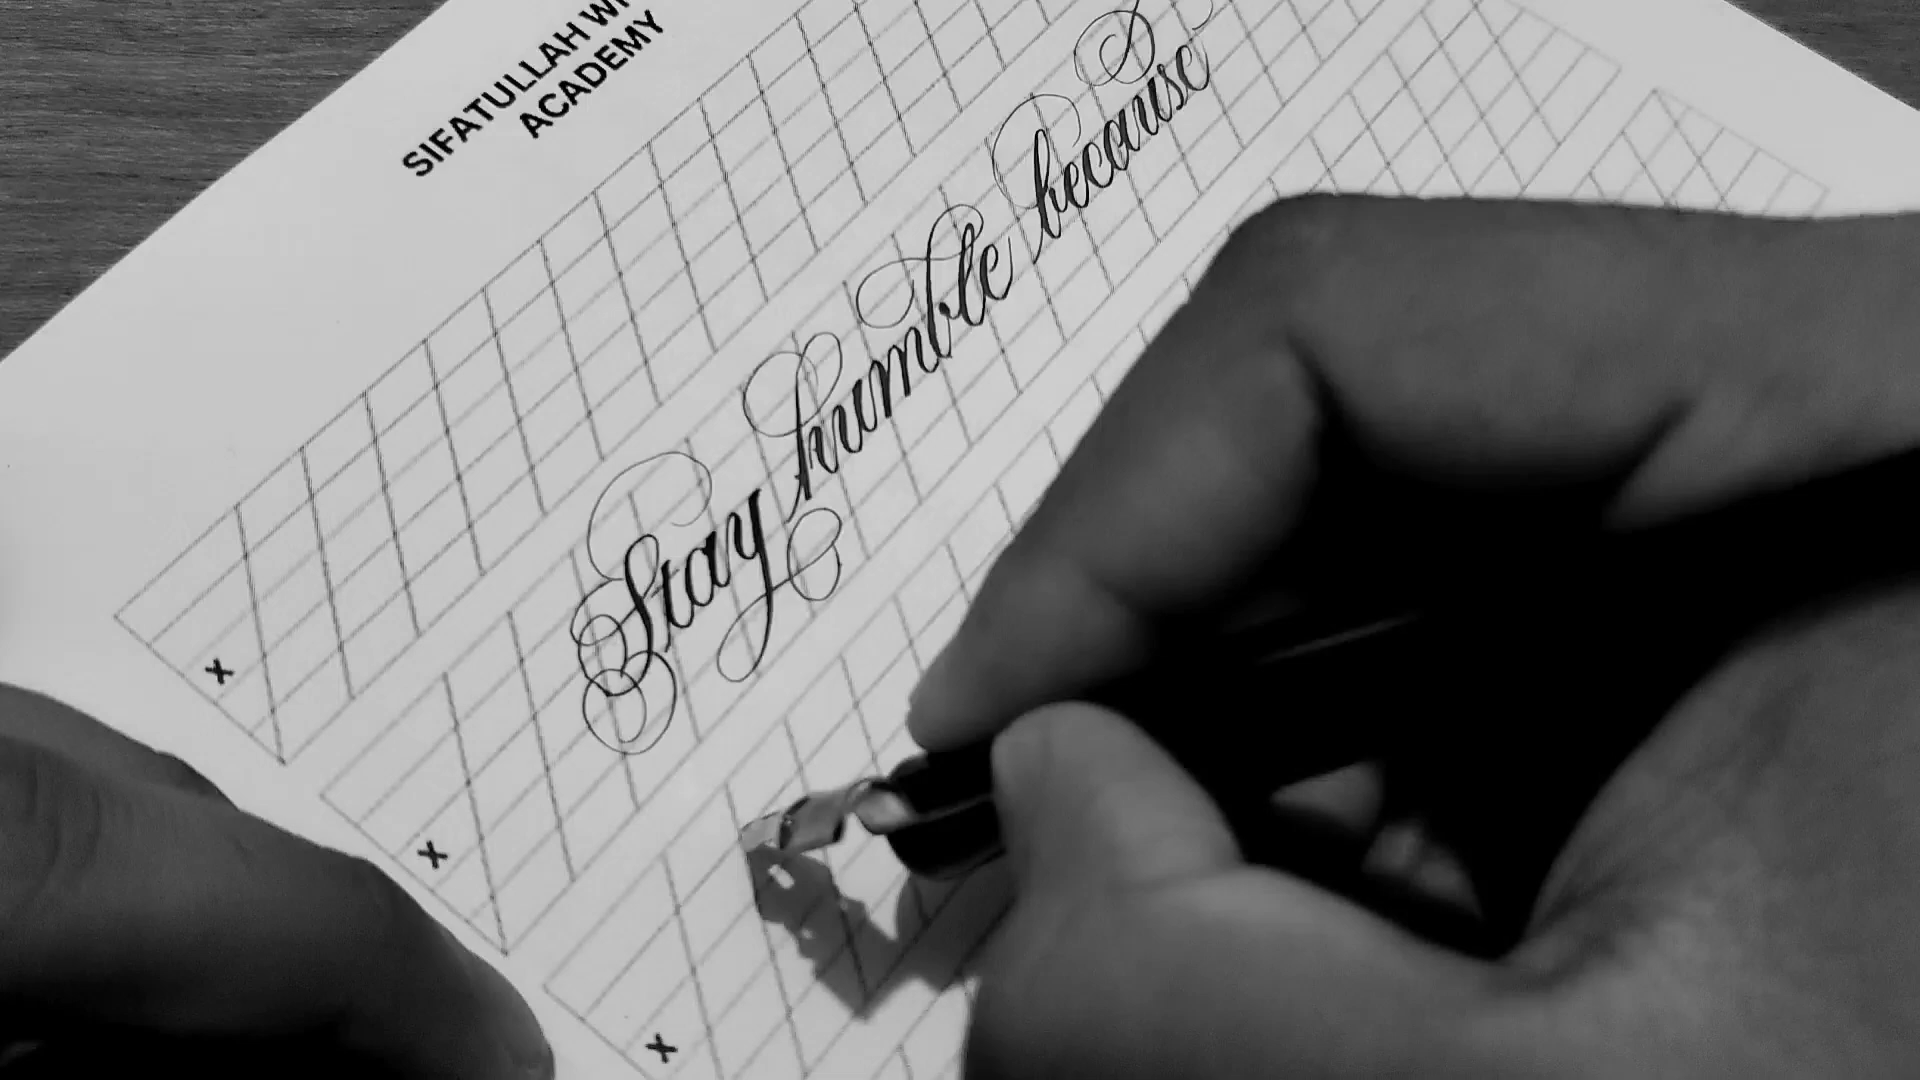 SIFATULLAH
ACADEMY
Stay humble because
x
x
x